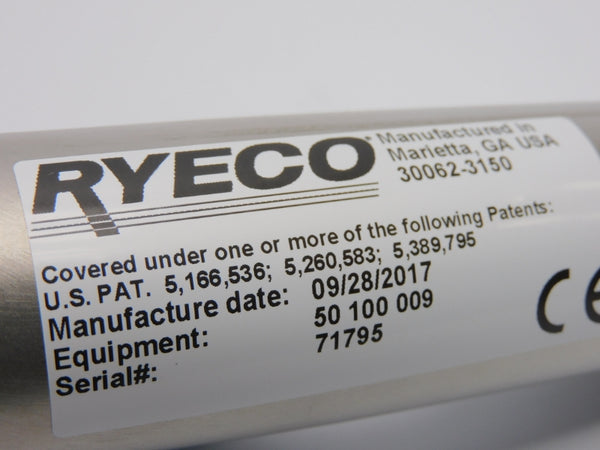 RYECO
Manufactured in
Marietta, GA USA
30062-3150
Covered under one or more of the following Patents:
U.S. PAT. 5,166,536; 5,260,583; 5,389,795
Manufacture date: 09/28/2017
Equipment: 50 100 009
Serial#: 71795
CE